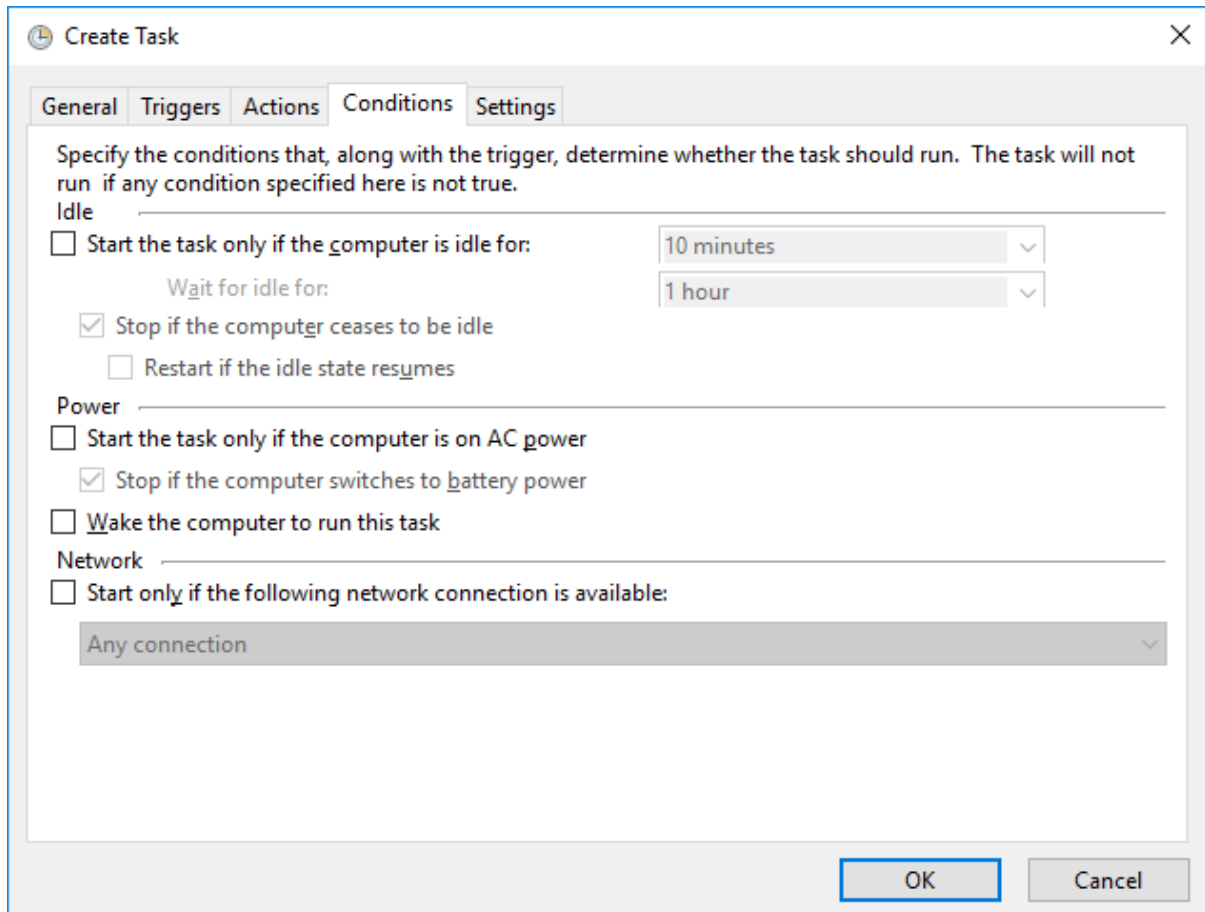 Create Task
General Triggers Actions Conditions Settings
Specify the conditions that, along with the trigger, determine whether the task should run. The task will not
run if any condition specified here is not true.
Idle
Start the task only if the computer is idle for: 10 minutes
Wait for idle for: 1 hour
Stop if the computer ceases to be idle
Restart if the idle state resumes
Power
Start the task only if the computer is on AC power
Stop if the computer switches to battery power
Wake the computer to run this task
Network
Start only if the following network connection is available:
Any connection
OK Cancel